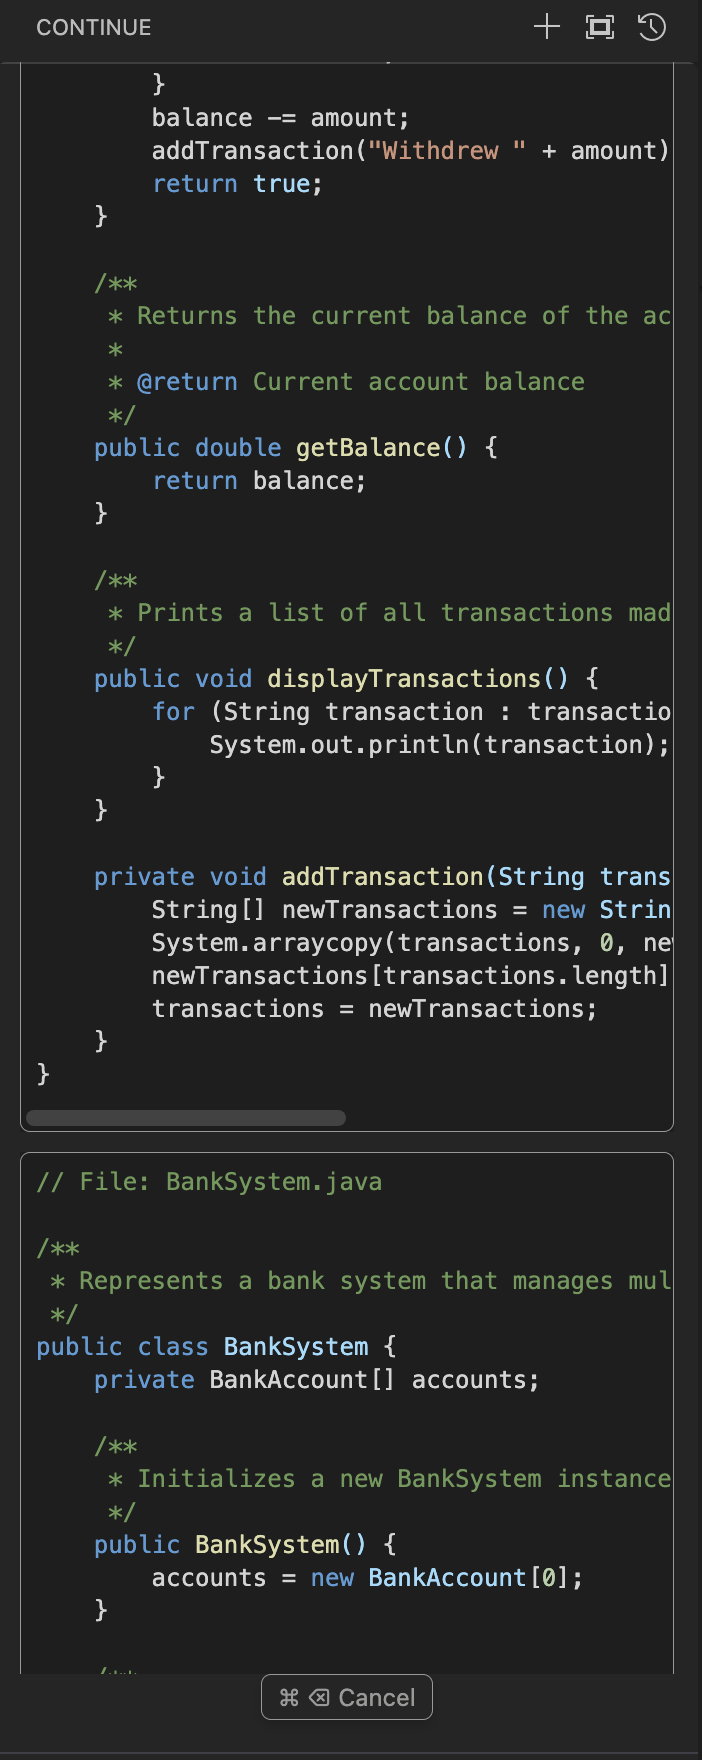 CONTINUE
        }
        balance -= amount;
        addTransaction("Withdrew " + amount)
        return true;
    }

    /**
     * Returns the current balance of the ac
     *
     * @return Current account balance
     */
    public double getBalance() {
        return balance;
    }

    /**
     * Prints a list of all transactions mad
     */
    public void displayTransactions() {
        for (String transaction : transactio
            System.out.println(transaction);
        }
    }

    private void addTransaction(String trans
        String[] newTransactions = new Strin
        System.arraycopy(transactions, 0, ne
        newTransactions[transactions.length]
        transactions = newTransactions;
    }
}
// File: BankSystem.java

/**
 * Represents a bank system that manages mul
 */
public class BankSystem {
    private BankAccount[] accounts;

    /**
     * Initializes a new BankSystem instance
     */
    public BankSystem() {
        accounts = new BankAccount[0];
    }

    /**
⌘ ⌫ Cancel